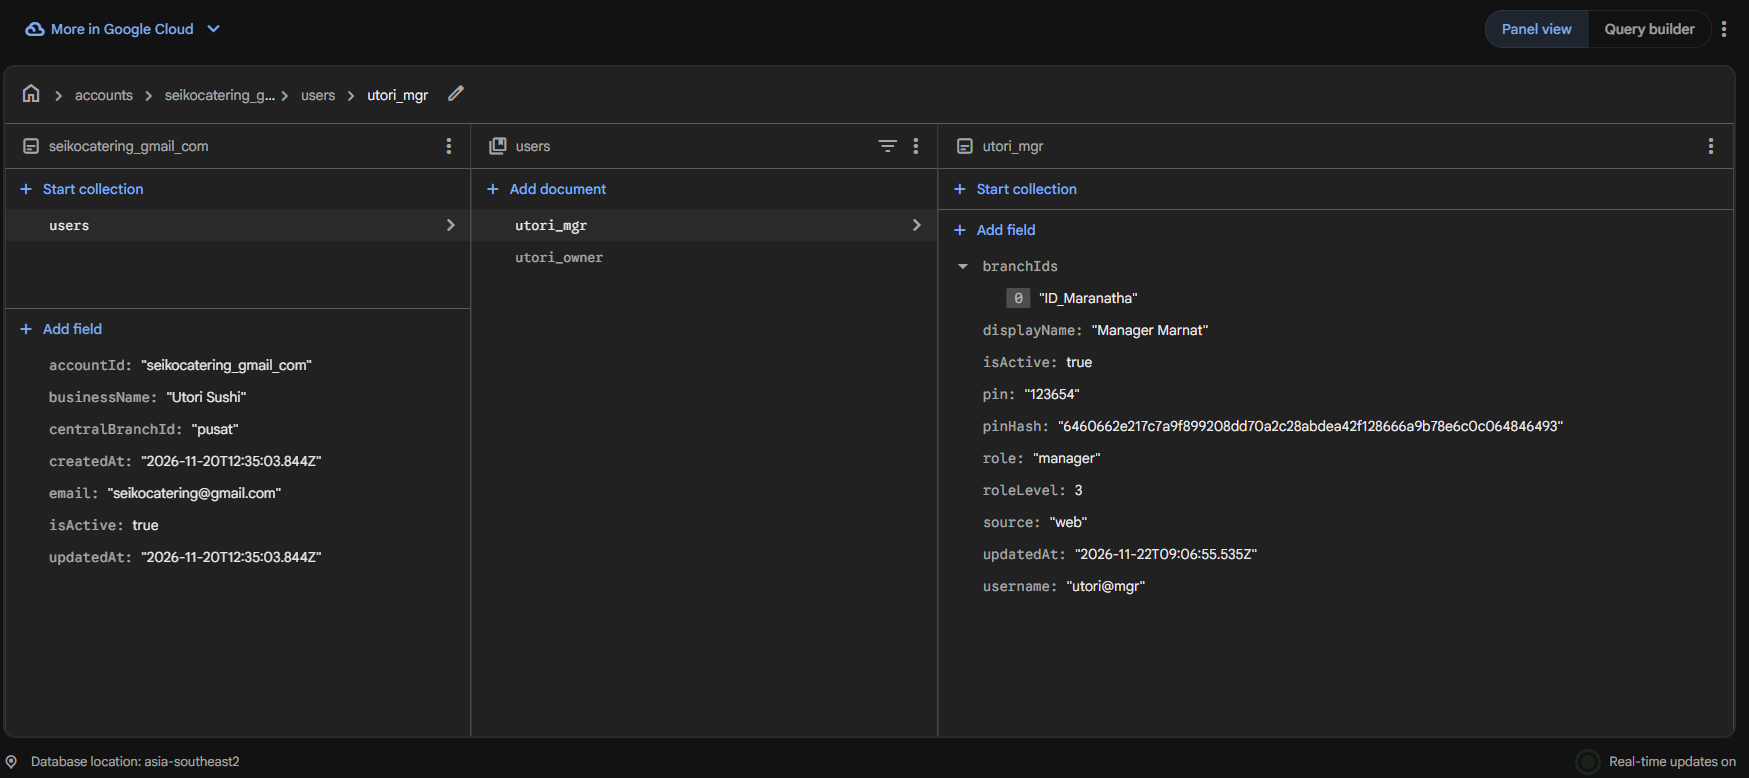 More in Google Cloud
Panel view
Query builder
accounts
seikocatering_g...
users
utori_mgr
seikocatering_gmail_com
Start collection
users
Add field
accountId: "seikocatering_gmail_com"
businessName: "Utori Sushi"
centralBranchId: "pusat"
createdAt: "2026-11-20T12:35:03.844Z"
email: "seikocatering@gmail.com"
isActive: true
updatedAt: "2026-11-20T12:35:03.844Z"
users
Add document
utori_mgr
utori_owner
utori_mgr
Start collection
Add field
branchIds
0 "ID_Maranatha"
displayName: "Manager Marnat"
isActive: true
pin: "123654"
pinHash: "6460662e217c7a9f899208dd70a2c28abdea42f128666a9b78e6c0c064846493"
role: "manager"
roleLevel: 3
source: "web"
updatedAt: "2026-11-22T09:06:55.535Z"
username: "utori@mgr"
Database location: asia-southeast2
Real-time updates on